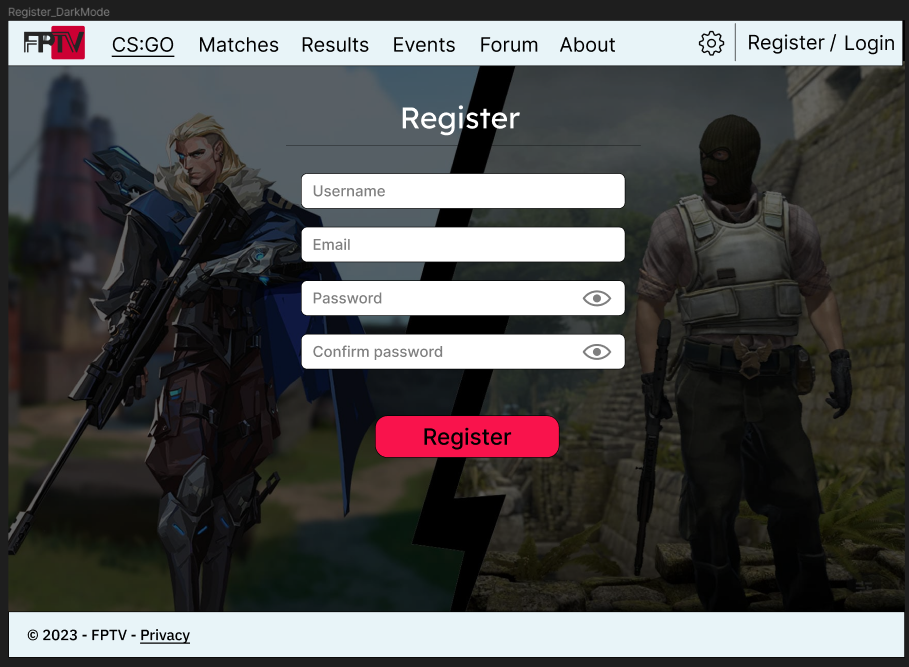 Register_DarkMode
FPTV CS:GO Matches Results Events Forum About Register / Login
Register
Username
Email
Password
Confirm password
Register
© 2023 - FPTV - Privacy